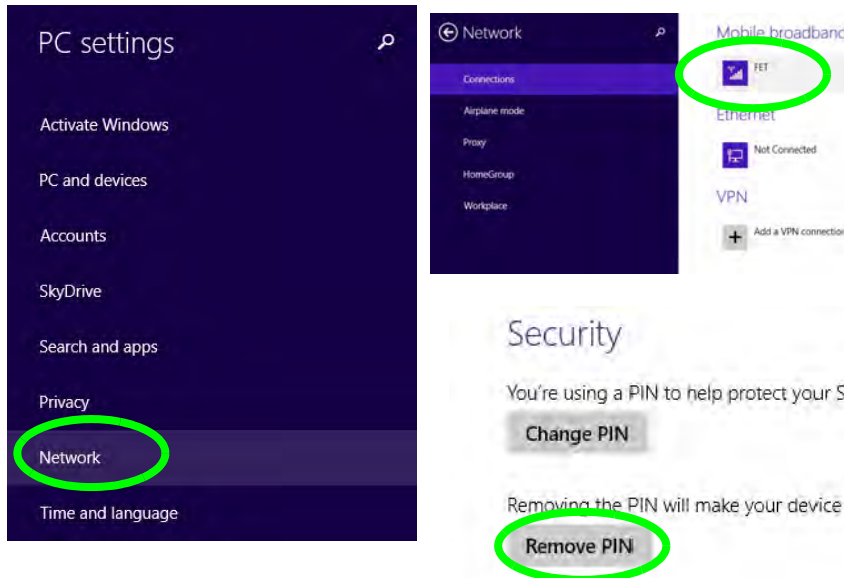 PC settings
Activate Windows
PC and devices
Accounts
SkyDrive
Search and apps
Privacy
Network
Time and language
Network
Connections
Airplane mode
Proxy
HomeGroup
Workplace
Mobile broadband
FET
Ethernet
Not Connected
VPN
Add a VPN connection
Security
You're using a PIN to help protect your S
Change PIN
Removing the PIN will make your device
Remove PIN